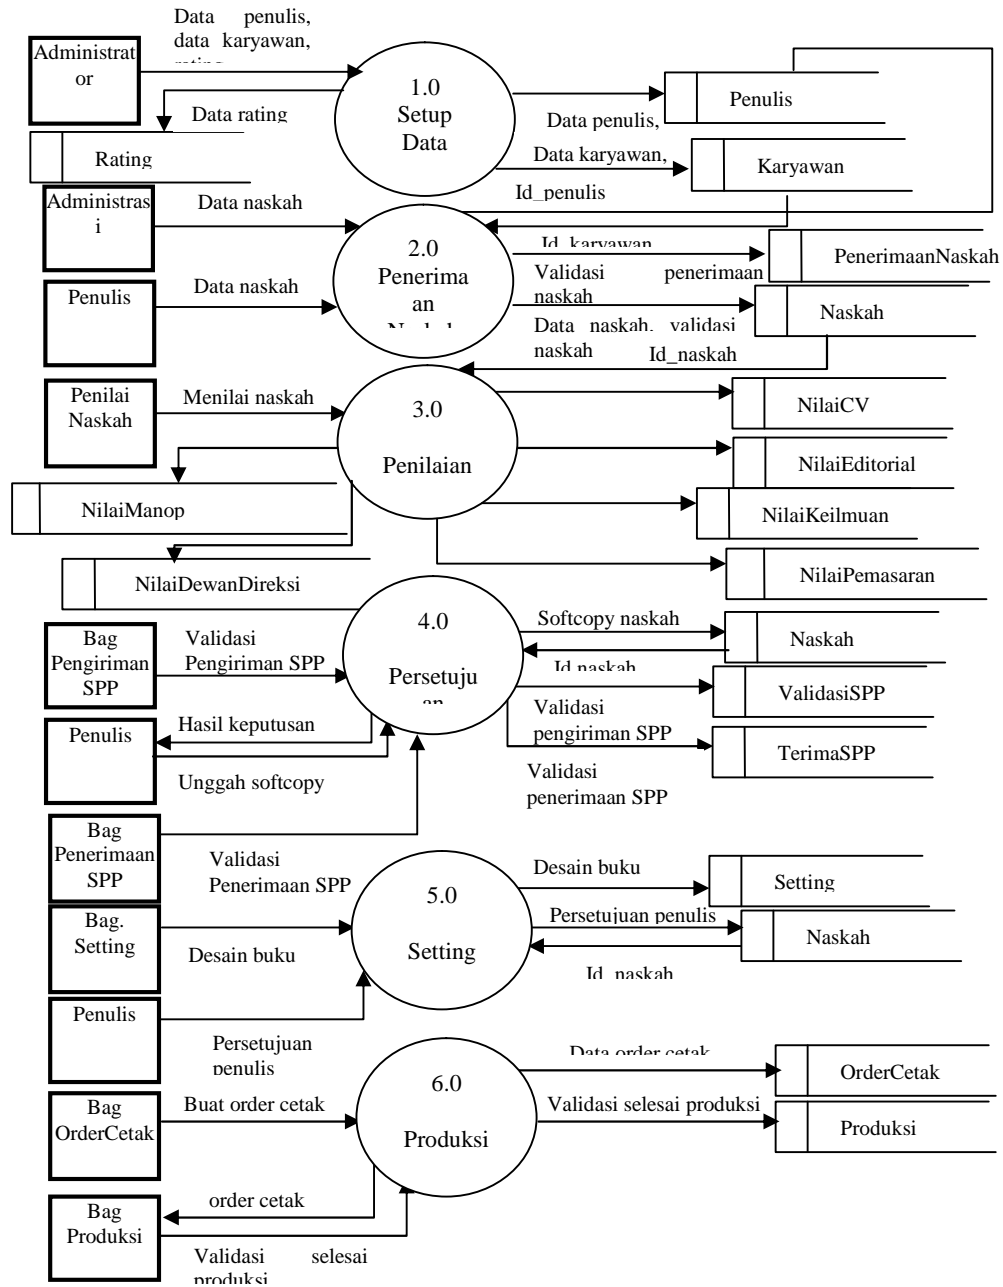 Data penulis,
data karyawan,
rating
Administrat
or
1.0
Setup
Data
Penulis
Data rating
Data penulis,
Rating
Data karyawan,
Karyawan
Id_penulis
Administras
i
Data naskah
Id_karyawan
2.0
Penerima
an
Naskah
PenerimaanNaskah
Validasi penerimaan
naskah
Penulis
Data naskah
Naskah
Data naskah, validasi
naskah
Id_naskah
Penilai
Naskah
Menilai naskah
3.0
Penilaian
NilaiCV
NilaiEditorial
NilaiManop
NilaiKeilmuan
NilaiDewanDireksi
NilaiPemasaran
4.0
Persetuju
an
Softcopy naskah
Naskah
Bag
Pengiriman
SPP
Validasi
Pengiriman SPP
Id naskah
ValidasiSPP
Validasi
pengiriman SPP
Penulis
Hasil keputusan
TerimaSPP
Unggah softcopy
Validasi
penerimaan SPP
Bag
Penerimaan
SPP
Validasi
Penerimaan SPP
5.0
Setting
Desain buku
Setting
Bag.
Setting
Desain buku
Persetujuan penulis
Naskah
Id_naskah
Penulis
Persetujuan
penulis
6.0
Produksi
Data order cetak
OrderCetak
Bag
OrderCetak
Buat order cetak
Validasi selesai produksi
Produksi
Bag
Produksi
order cetak
Validasi selesai
produksi